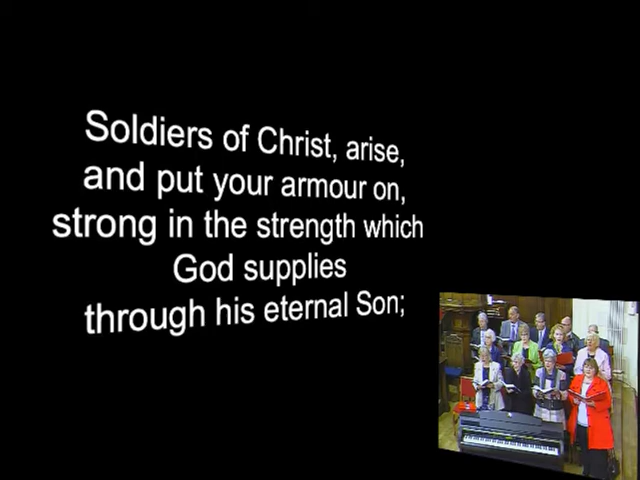 Soldiers of Christ, arise,
and put your armour on,
strong in the strength which
God supplies
through his eternal Son;